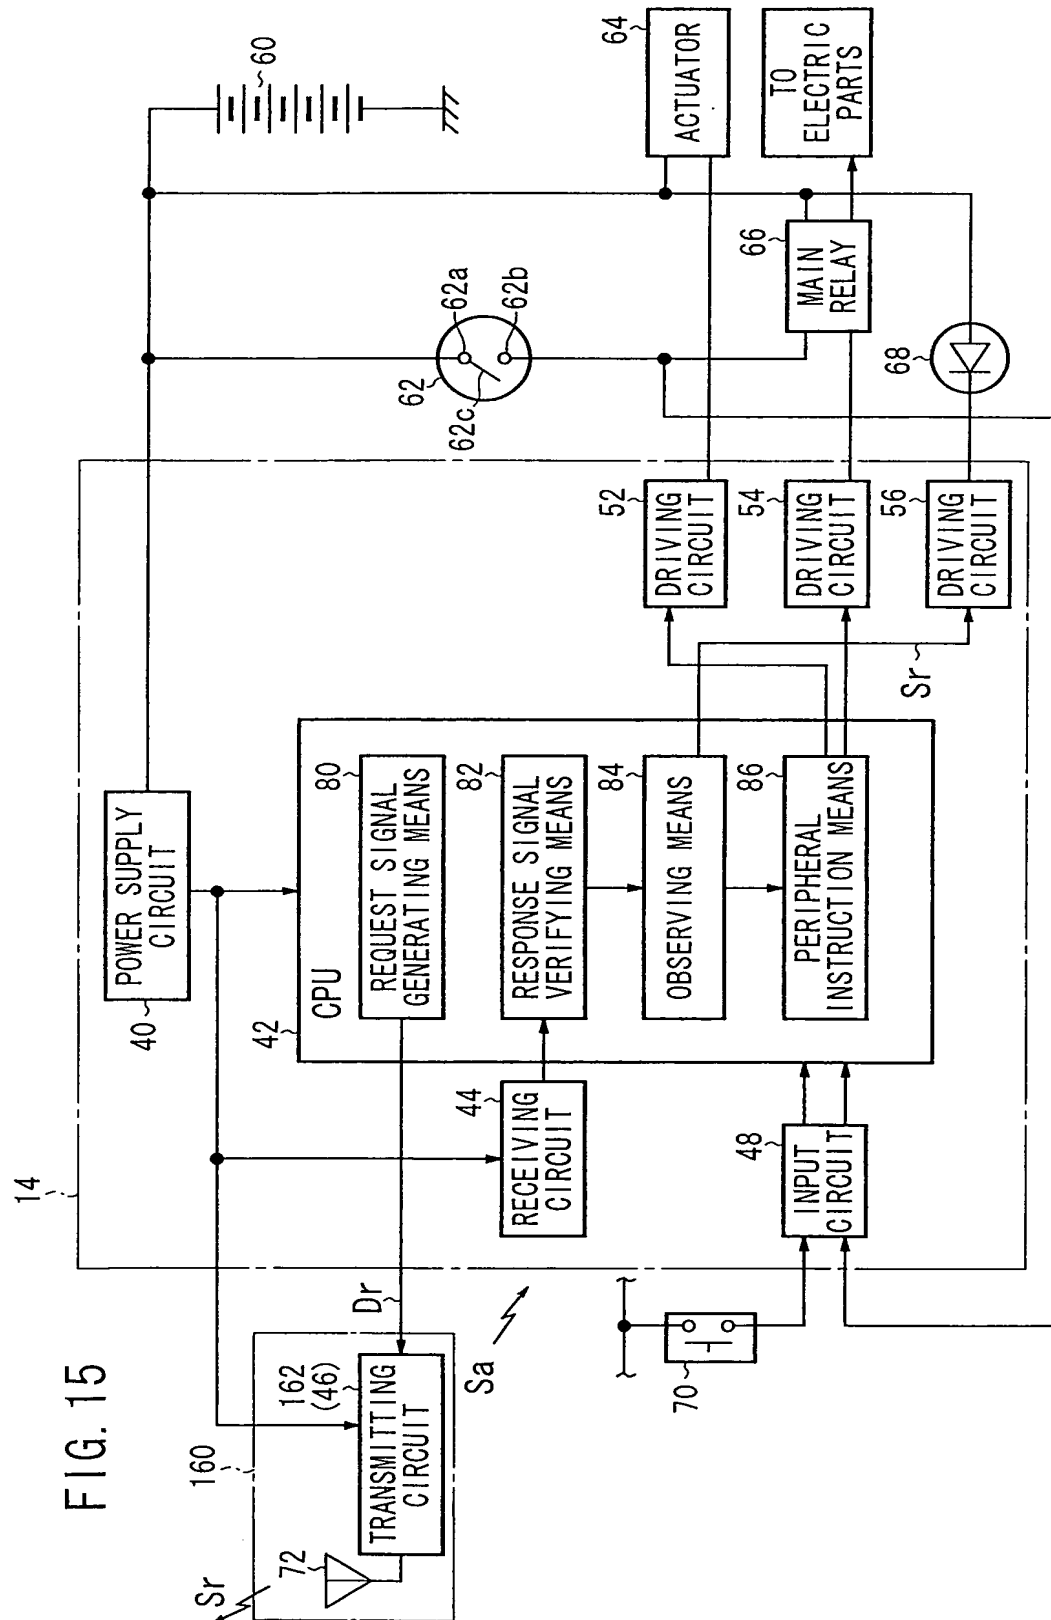 FIG. 15
14
160
Sr
72
162
(46)
TRANSMITTING
CIRCUIT
Dr
Sa
POWER SUPPLY
CIRCUIT
40
42
CPU
REQUEST SIGNAL
GENERATING MEANS
80
RESPONSE SIGNAL
VERIFYING MEANS
82
OBSERVING MEANS
84
PERIPHERAL
INSTRUCTION MEANS
86
RECEIVING
CIRCUIT
44
INPUT
CIRCUIT
48
70
DRIVING
CIRCUIT
52
DRIVING
CIRCUIT
54
DRIVING
CIRCUIT
56
Sr
60
62
62a
62b
62c
ACTUATOR
64
TO
ELECTRIC
PARTS
MAIN
RELAY
66
68